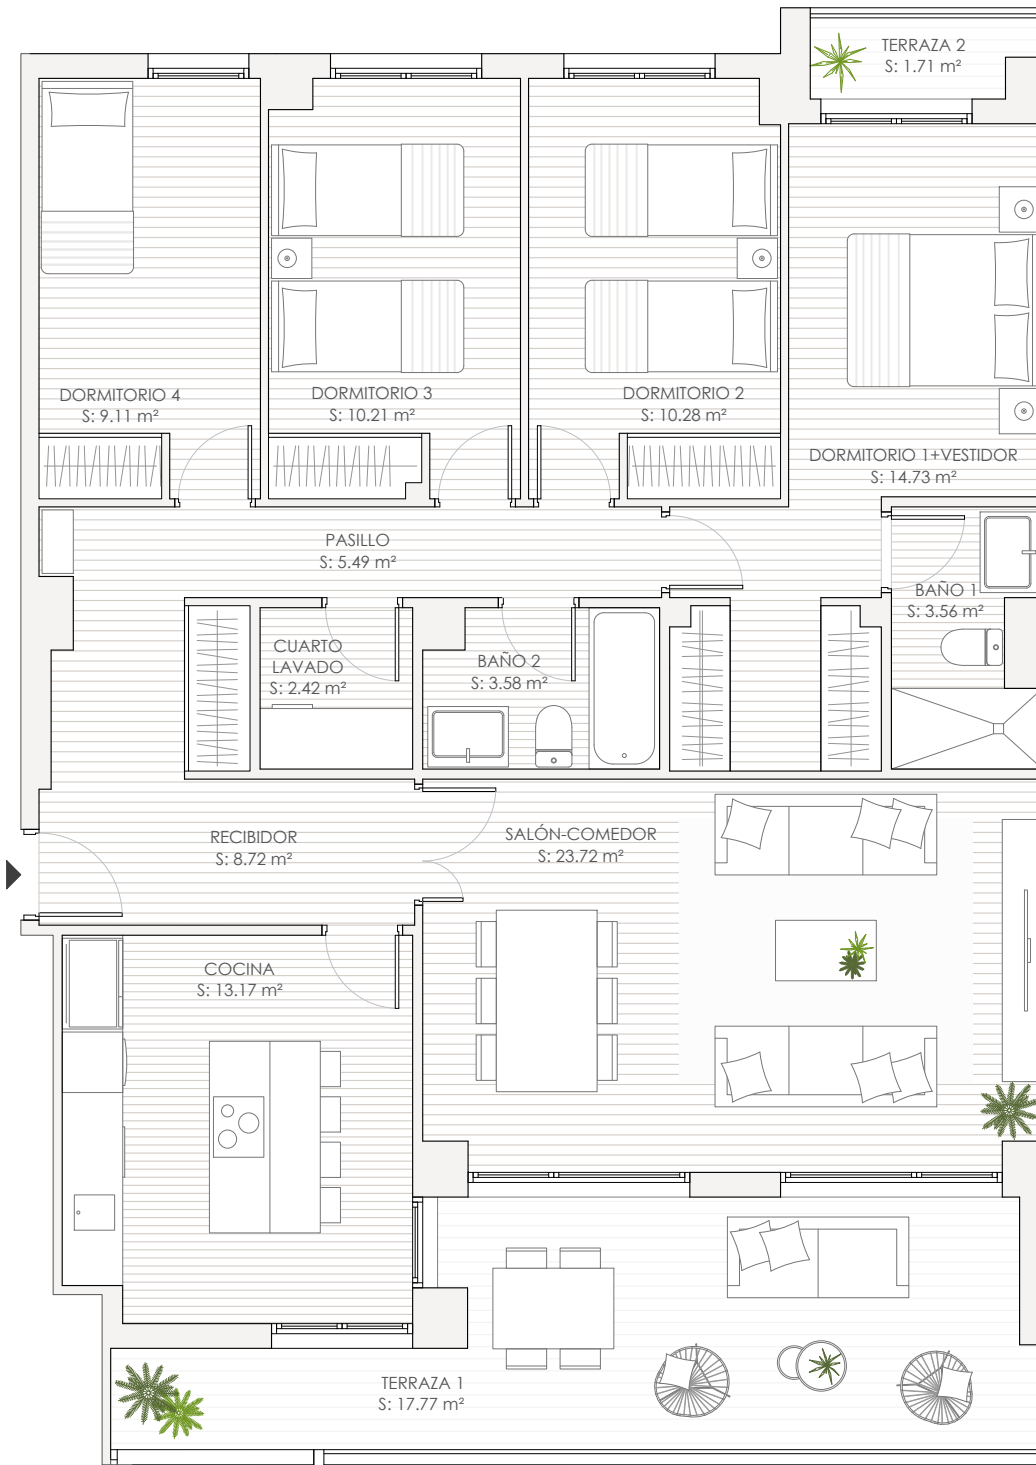 TERRAZA 2
S: 1.71 m²
DORMITORIO 4
S: 9.11 m²
DORMITORIO 3
S: 10.21 m²
DORMITORIO 2
S: 10.28 m²
DORMITORIO 1+VESTIDOR
S: 14.73 m²
PASILLO
S: 5.49 m²
BAÑO 1
S: 3.56 m²
CUARTO
LAVADO
S: 2.42 m²
BAÑO 2
S: 3.58 m²
RECIBIDOR
S: 8.72 m²
SALÓN-COMEDOR
S: 23.72 m²
COCINA
S: 13.17 m²
TERRAZA 1
S: 17.77 m²